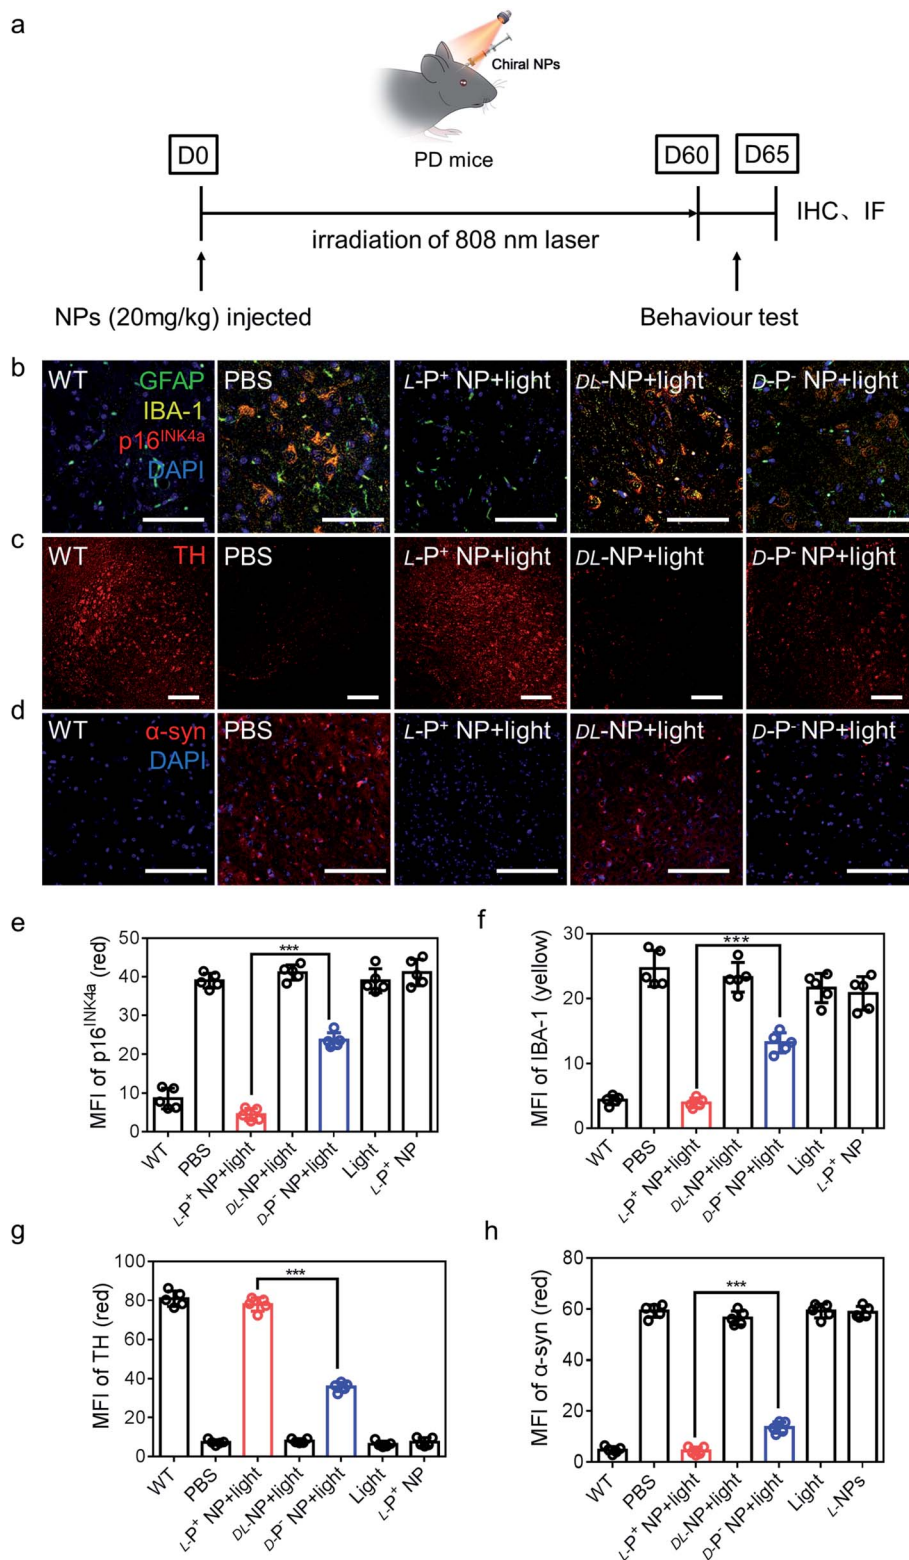 a
Chiral NPs
PD mice
D0
D60
D65
IHC、IF
irradiation of 808 nm laser
NPs (20mg/kg) injected
Behaviour test
b
WT
GFAP
IBA-1
p16INK4a
DAPI
PBS
L-P+ NP+light
DL-NP+light
D-P- NP+light
c
WT
TH
PBS
L-P+ NP+light
DL-NP+light
D-P- NP+light
d
WT
α-syn
DAPI
PBS
L-P+ NP+light
DL-NP+light
D-P- NP+light
e
MFI of p16INK4a (red)
50
40
30
20
10
0
***
WT
PBS
L-P+ NP+light
DL-NP+light
D-P- NP+light
Light
L-P+ NP
f
MFI of IBA-1 (yellow)
30
20
10
0
***
WT
PBS
L-P+ NP+light
DL-NP+light
D-P- NP+light
Light
L-P+ NP
g
MFI of TH (red)
100
80
60
40
20
0
***
WT
PBS
L-P+ NP+light
DL-NP+light
D-P- NP+light
Light
L-P+ NP
h
MFI of α-syn (red)
80
60
40
20
0
***
WT
PBS
L-P+ NP+light
DL-NP+light
D-P- NP+light
Light
L-NPs